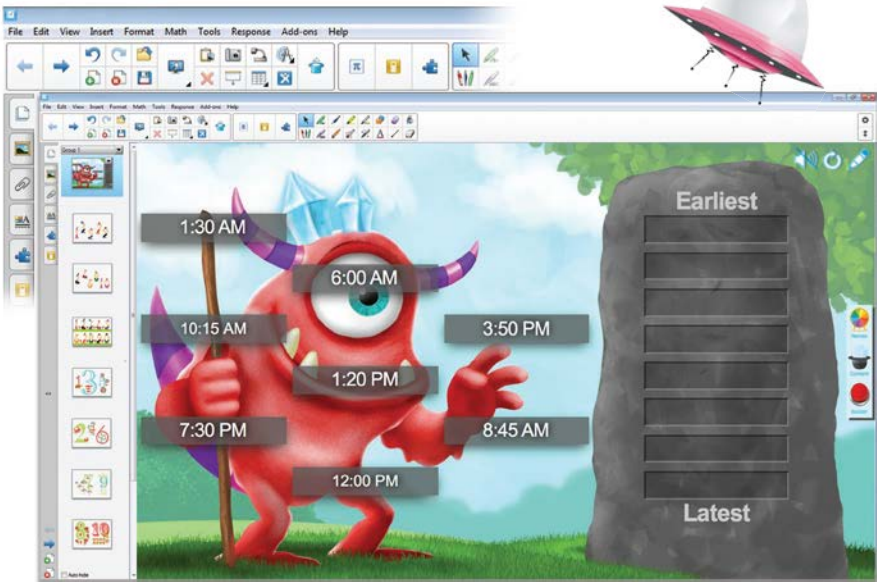 File Edit View Insert Format Math Tools Response Add-ons Help
File Edit View Insert Format Math Tools Response Add-ons Help
Group 1
1:30 AM
6:00 AM
10:15 AM
3:50 PM
1:20 PM
7:30 PM
8:45 AM
12:00 PM
Earliest
Latest
Auto-hide